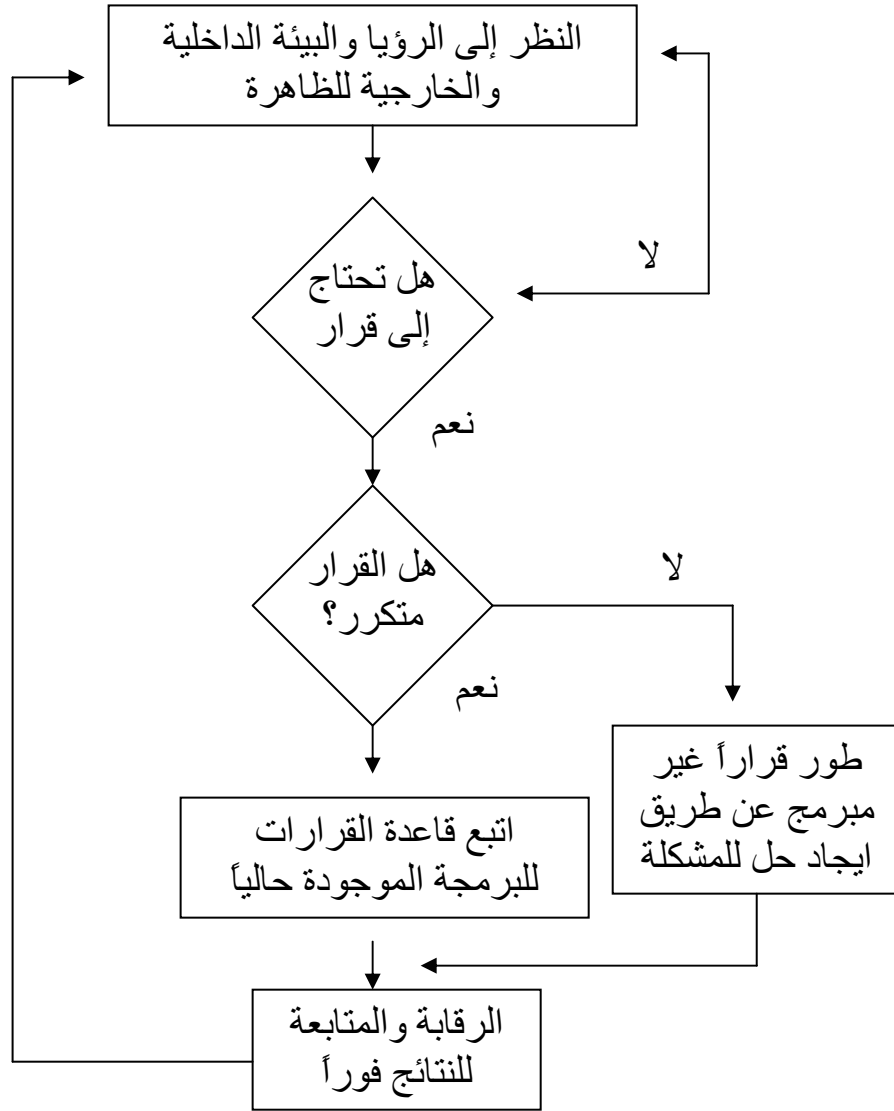 النظر إلى الرؤيا والبيئة الداخلية
والخارجية للظاهرة
لا
هل تحتاج
إلى قرار
نعم
هل القرار
متكرر؟
لا
نعم
طور قراراً غير
مبرمج عن طريق
ايجاد حل للمشكلة
اتبع قاعدة القرارات
للبرمجة الموجودة حالياً
الرقابة والمتابعة
للنتائج فوراً